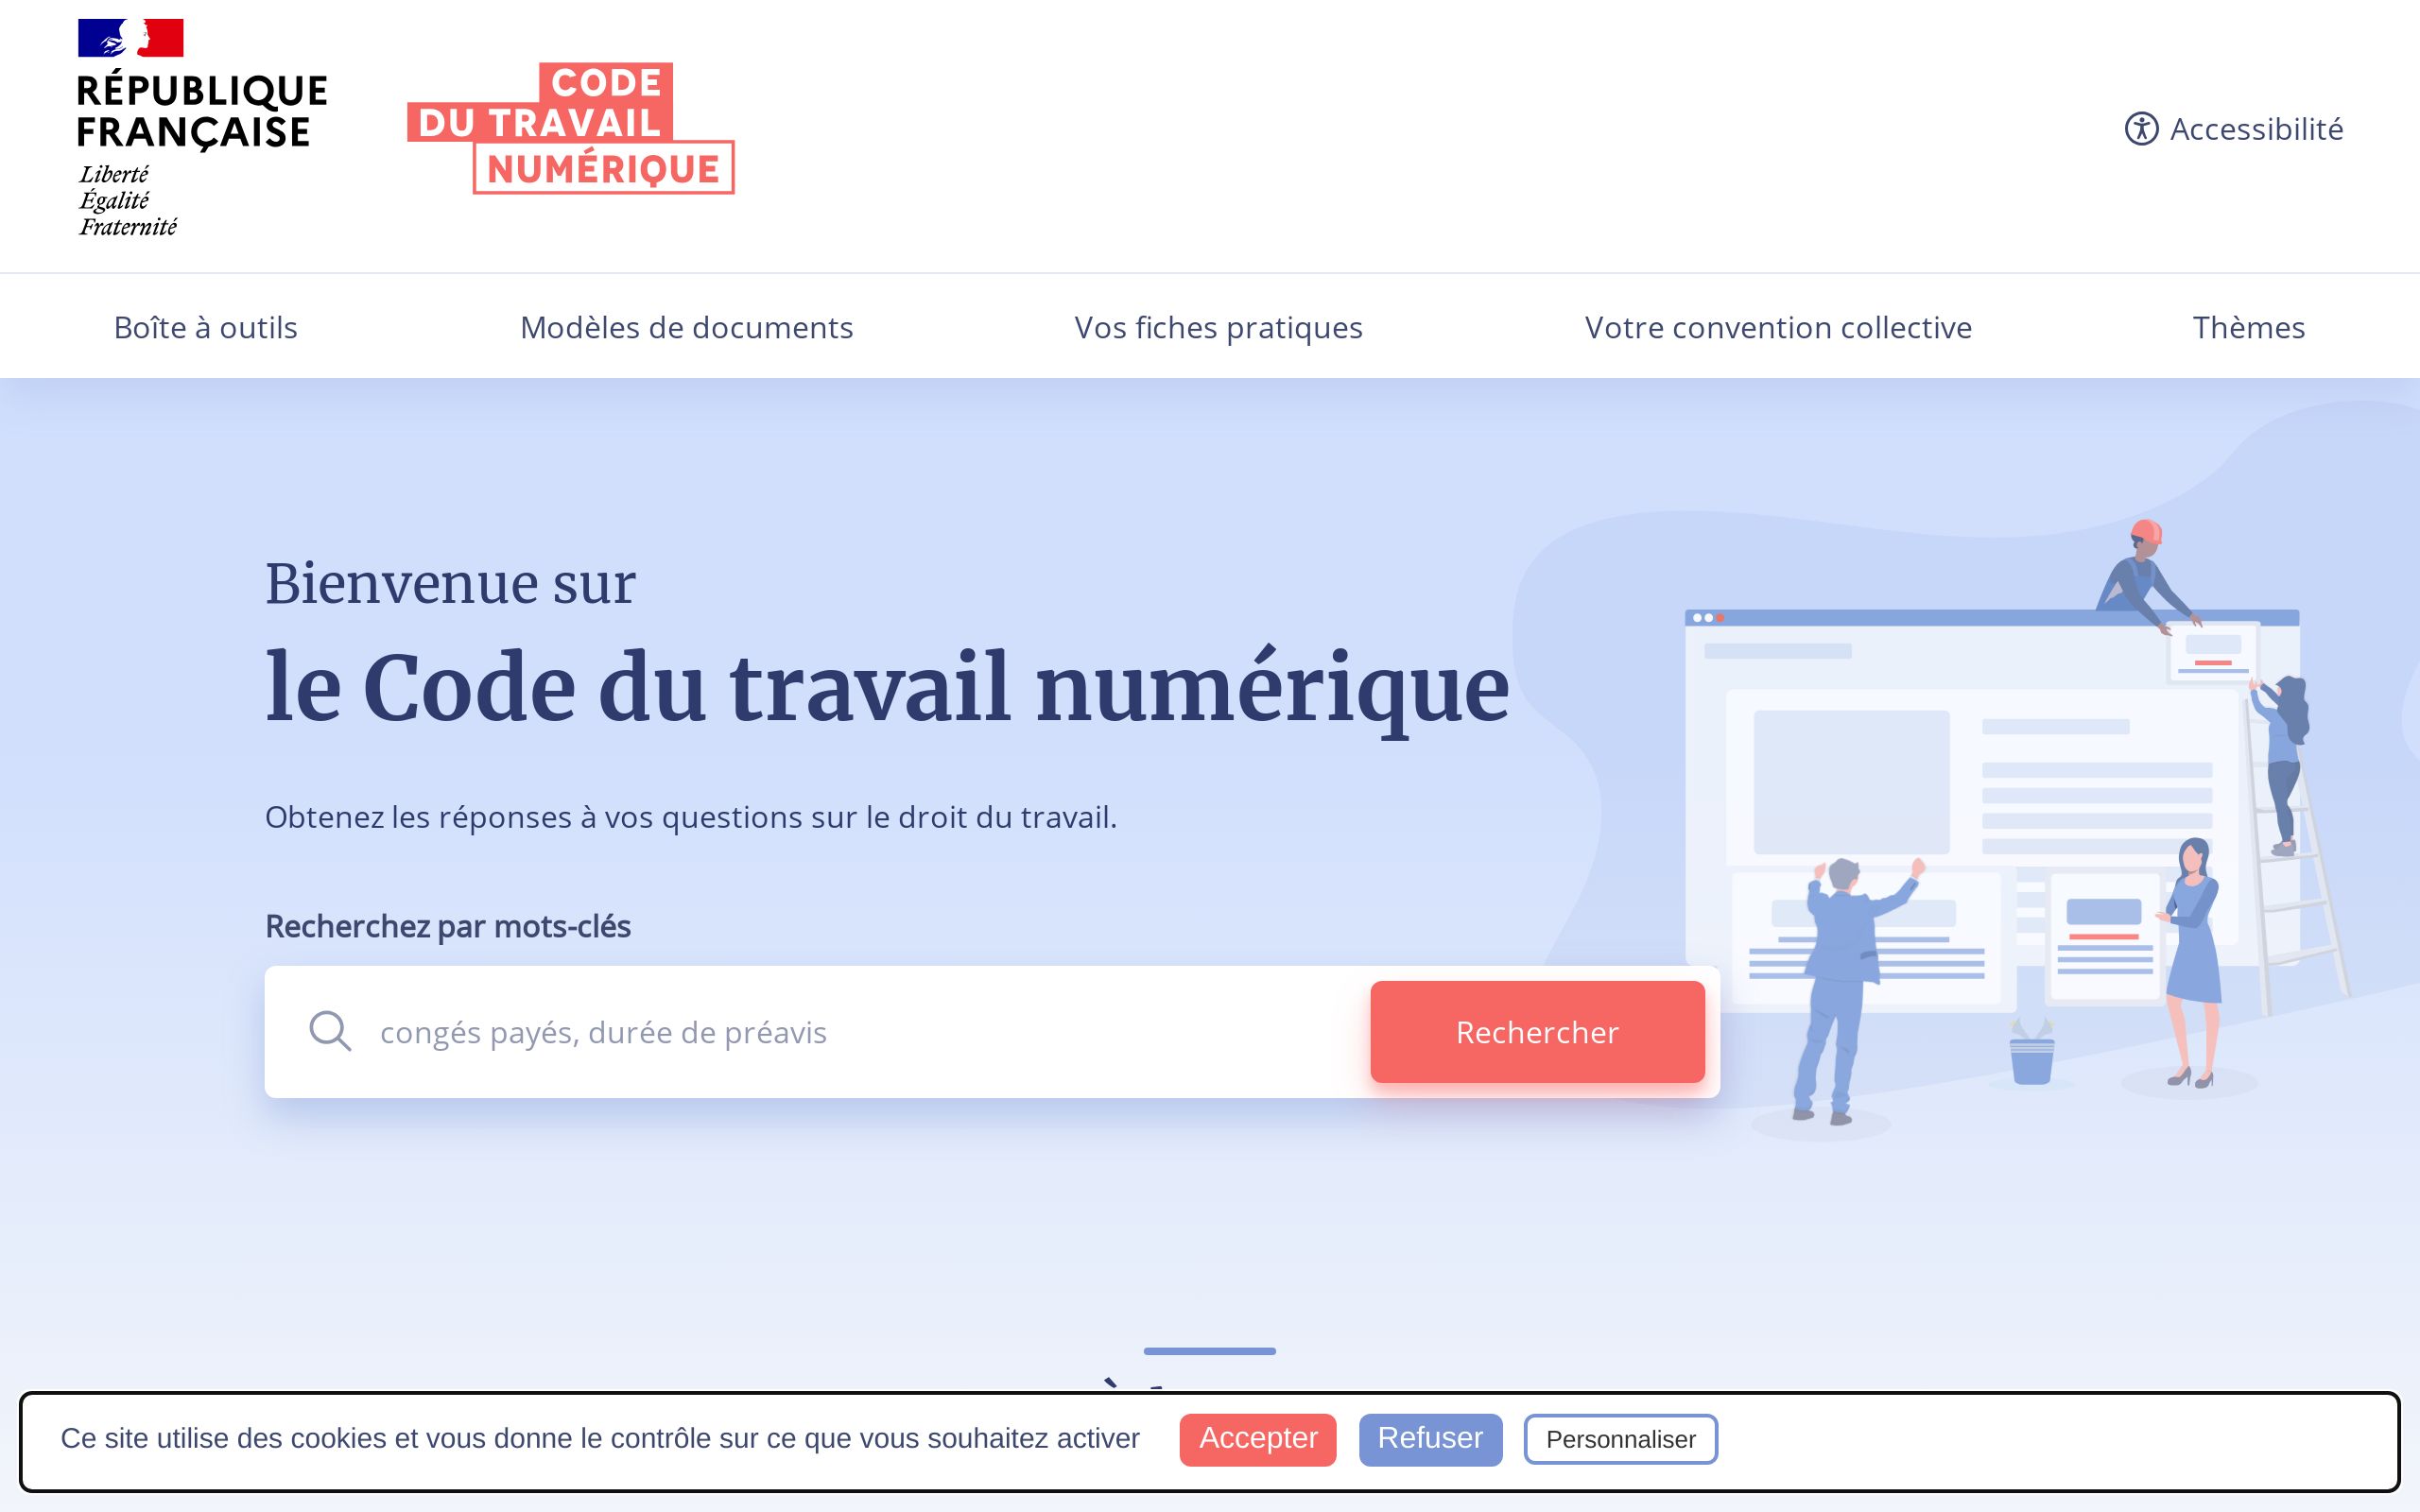 RÉPUBLIQUE
FRANÇAISE
Liberté
Égalité
Fraternité
CODE
DU TRAVAIL
NUMÉRIQUE
Accessibilité
Boîte à outils
Modèles de documents
Vos fiches pratiques
Votre convention collective
Thèmes
Bienvenue sur
le Code du travail numérique
Obtenez les réponses à vos questions sur le droit du travail.
Recherchez par mots-clés
congés payés, durée de préavis
Rechercher
Ce site utilise des cookies et vous donne le contrôle sur ce que vous souhaitez activer
Accepter
Refuser
Personnaliser